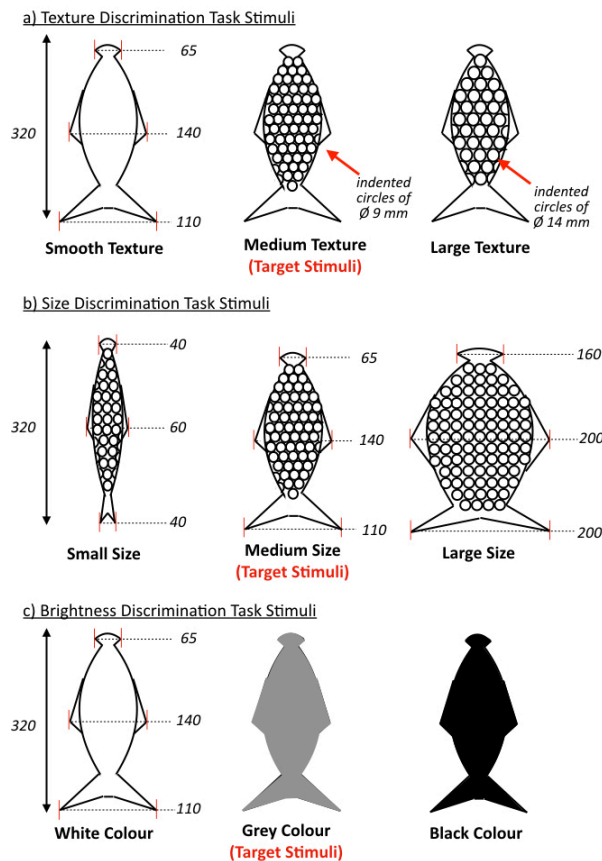 a) Texture Discrimination Task Stimuli
65
320
140
110
indented
circles of
Ø 9 mm
indented
circles of
Ø 14 mm
Smooth Texture
Medium Texture
(Target Stimuli)
Large Texture
b) Size Discrimination Task Stimuli
40
65
160
320
60
140
200
40
110
200
Small Size
Medium Size
(Target Stimuli)
Large Size
c) Brightness Discrimination Task Stimuli
65
320
140
110
White Colour
Grey Colour
(Target Stimuli)
Black Colour